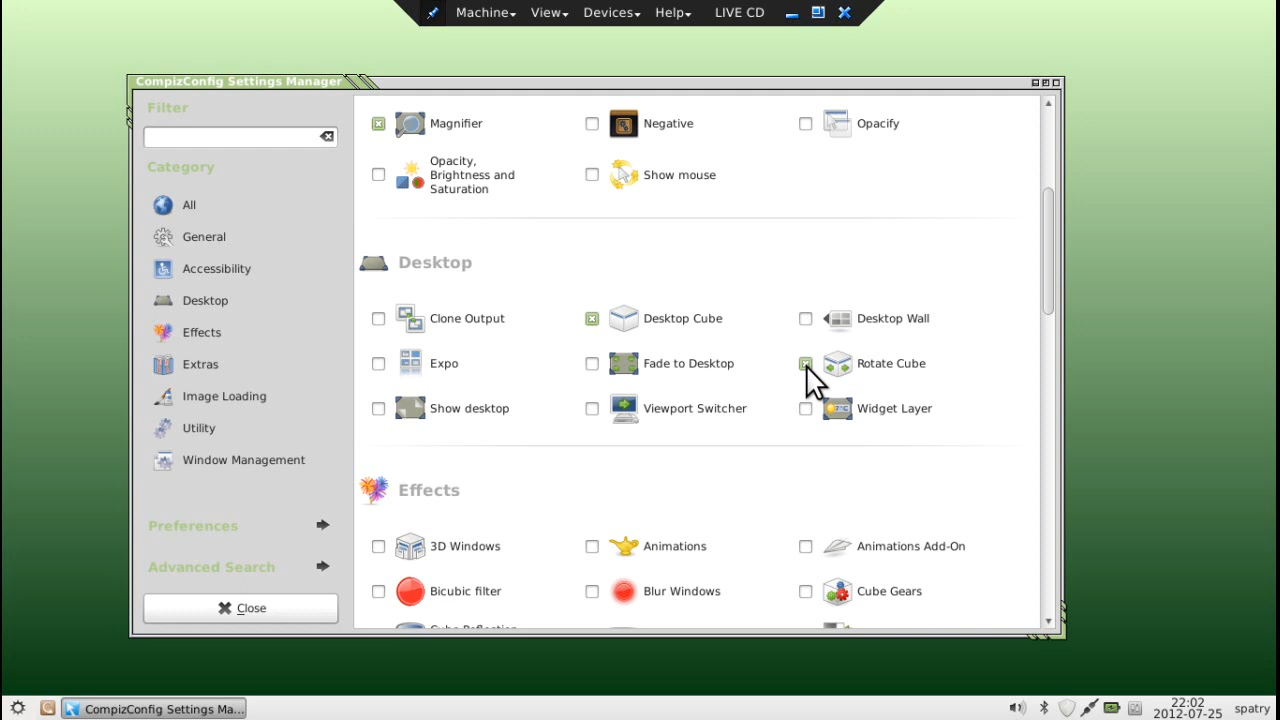 Machine View Devices Help LIVE CD
CompizConfig Settings Manager
Filter
Category
All
General
Accessibility
Desktop
Effects
Extras
Image Loading
Utility
Window Management
Preferences
Advanced Search
Close
Magnifier Negative Opacify
Opacity,
Brightness and
Saturation
Show mouse
Desktop
Clone Output Desktop Cube Desktop Wall
Expo Fade to Desktop Rotate Cube
Show desktop Viewport Switcher Widget Layer
Effects
3D Windows Animations Animations Add-On
Bicubic filter Blur Windows Cube Gears
Cube Reflection
CompizConfig Settings Ma...
22:02
2012-07-25
spatry